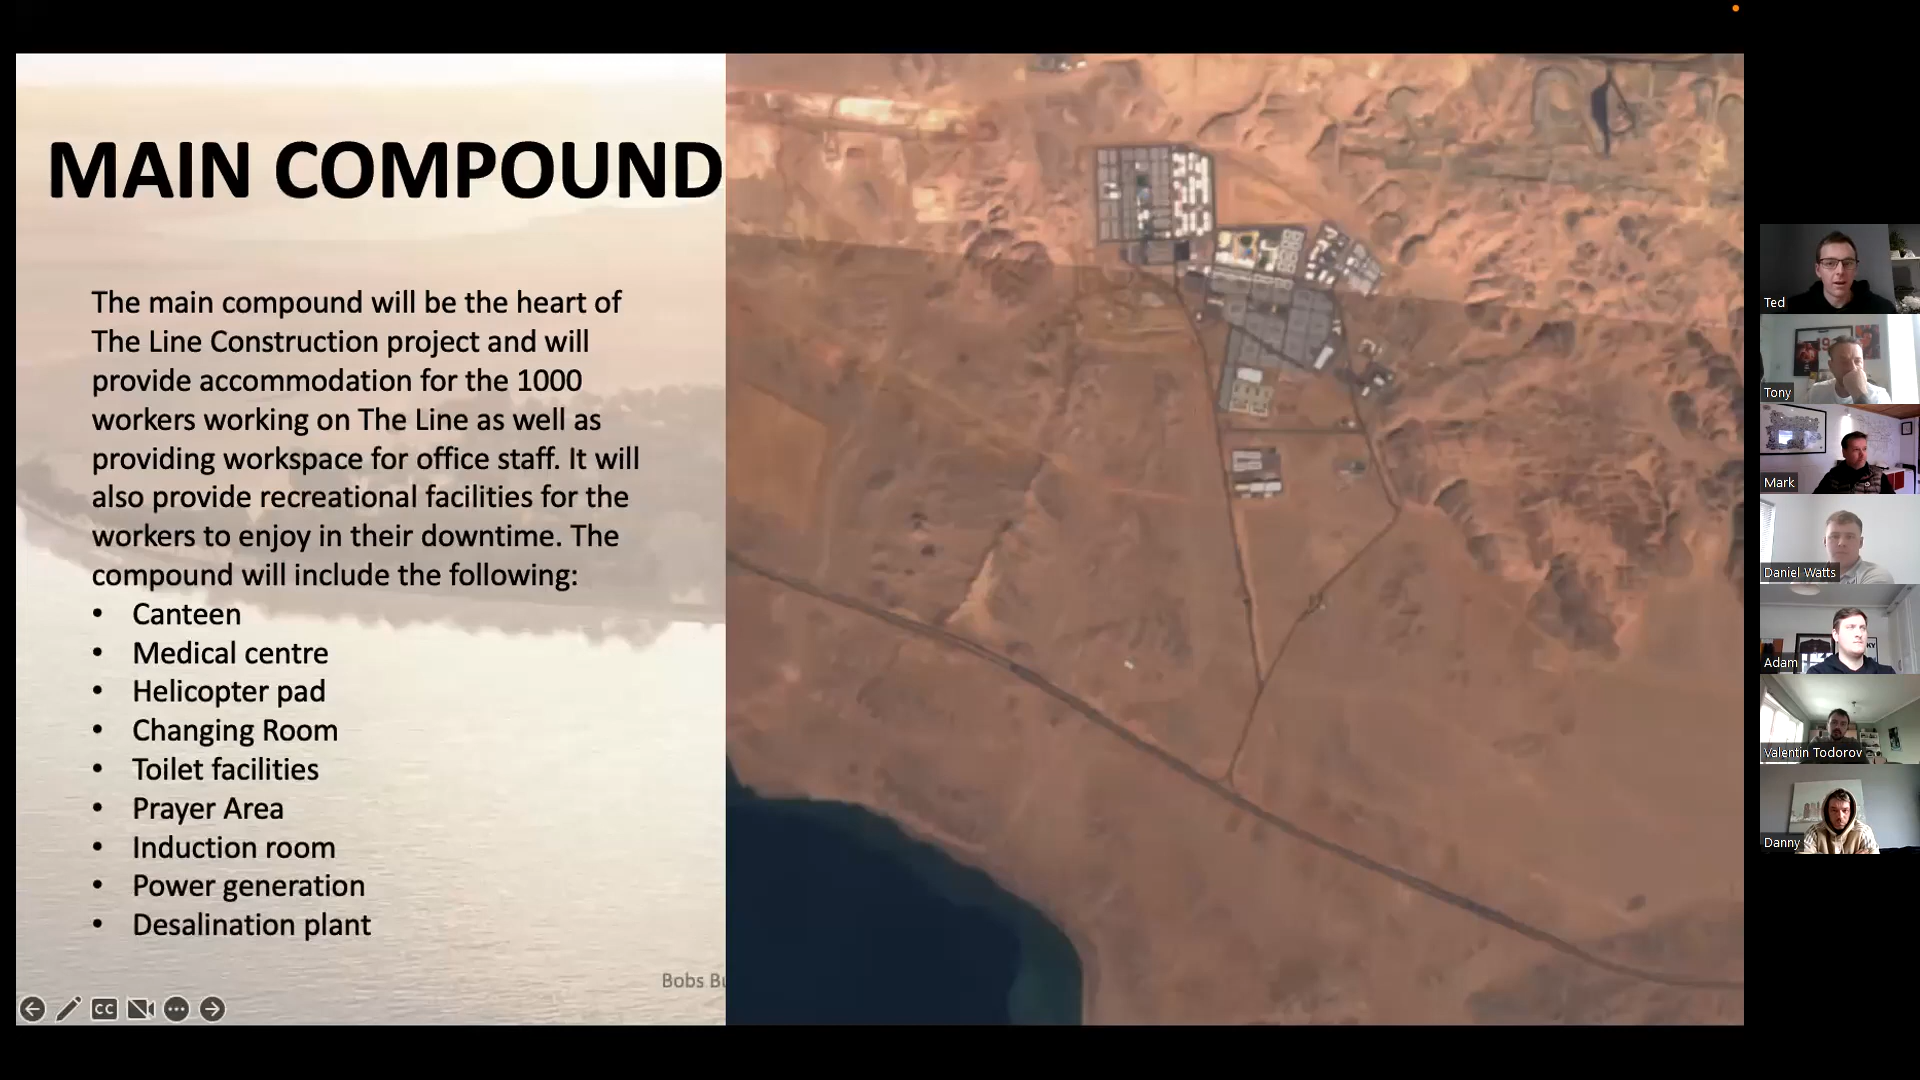 MAIN COMPOUND
The main compound will be the heart of
The Line Construction project and will
provide accommodation for the 1000
workers working on The Line as well as
providing workspace for office staff. It will
also provide recreational facilities for the
workers to enjoy in their downtime. The
compound will include the following:
• Canteen
• Medical centre
• Helicopter pad
• Changing Room
• Toilet facilities
• Prayer Area
• Induction room
• Power generation
• Desalination plant
Bobs
CC
Ted
Tony
Mark
Daniel Watts
Adam
Valentin Todorov
Danny